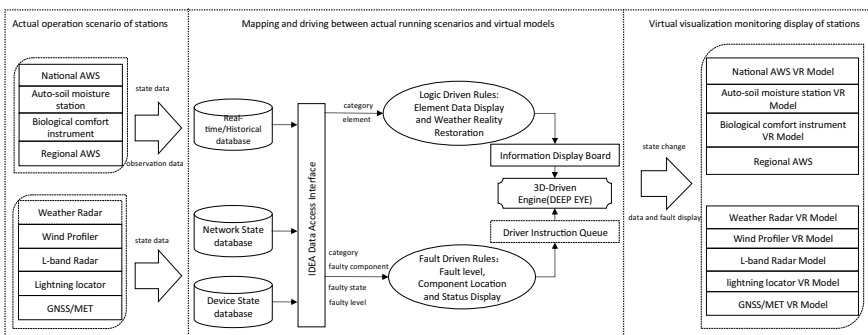 Actual operation scenario of stations
National AWS
Auto-soil moisture
station
Biological comfort
instrument
Regional AWS
Weather Radar
Wind Profiler
L-band Radar
Lightning locator
GNSS/MET
state data
observation data
state data
Mapping and driving between actual running scenarios and virtual models
Real-
time/Historical
database
Network State
database
Device State
database
IDEA Data Access Interface
category
element
category
faulty component
faulty state
faulty level
Logic Driven Rules:
Element Data Display
and Weather Reality
Restoration
Information Display Board
3D-Driven
Engine(DEEP EYE)
Driver Instruction Queue
Fault Driven Rules:
Fault level,
Component Location
and Status Display
state change
data and fault display
Virtual visualization monitoring display of stations
National AWS VR Model
Auto-soil moisture station VR
Model
Biological comfort instrument
VR Model
Regional AWS
Weather Radar VR Model
Wind Profiler VR Model
L-band Radar Model
lightning locator VR Model
GNSS/MET VR Model